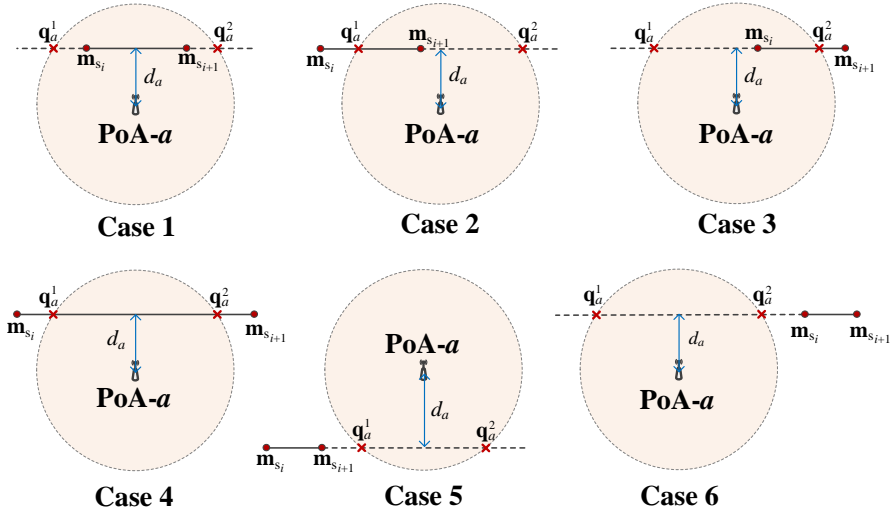 q_a^1 q_a^2
m_{s_i} m_{s_{i+1}}
d_a
PoA-a
Case 1
q_a^1 m_{s_{i+1}} q_a^2
m_{s_i}
d_a
PoA-a
Case 2
q_a^1 m_{s_i} q_a^2
m_{s_{i+1}}
d_a
PoA-a
Case 3
q_a^1 q_a^2
m_{s_i} m_{s_{i+1}}
d_a
PoA-a
Case 4
PoA-a
d_a
q_a^1 q_a^2
m_{s_i} m_{s_{i+1}}
Case 5
q_a^1 q_a^2
m_{s_i} m_{s_{i+1}}
d_a
PoA-a
Case 6